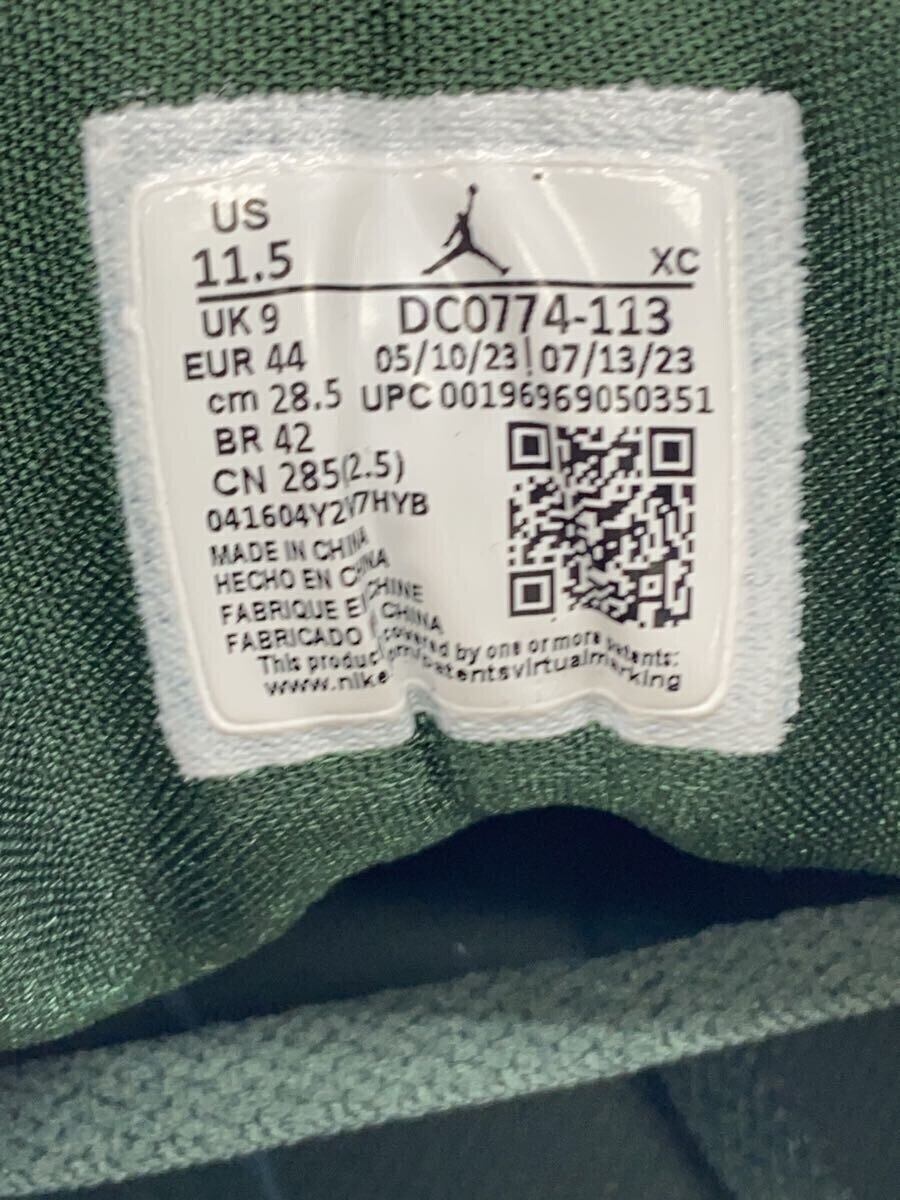 US
11.5
XC
UK 9
DC0774-113
EUR 44
05/10/23 | 07/13/23
cm 28.5
UPC 00196969050351
BR 42
CN 285(2.5)
041604Y2V7HYB
MADE IN CHINA
HECHO EN CHINA
FABRIQUE EN CHINE
FABRICADO CHINA
This product covered by one or more patents:
www.nike.com/patentsvirtualmarking